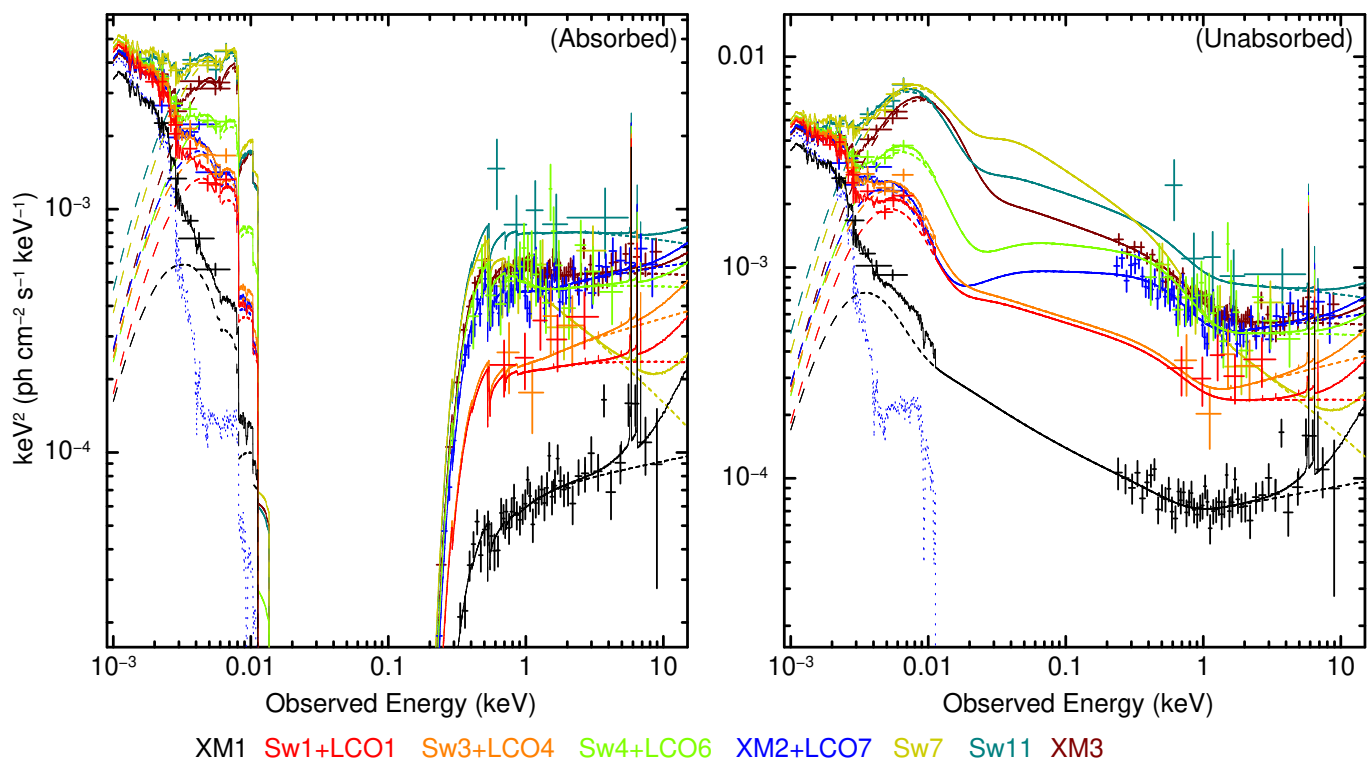 (Absorbed) (Unabsorbed)
0.01
10⁻³ 10⁻³
10⁻⁴ 10⁻⁴
keV² (ph cm⁻² s⁻¹ keV⁻¹)
10⁻³ 0.01 0.1 1 10 10⁻³ 0.01 0.1 1 10
Observed Energy (keV) Observed Energy (keV)
XM1 Sw1+LCO1 Sw3+LCO4 Sw4+LCO6 XM2+LCO7 Sw7 Sw11 XM3